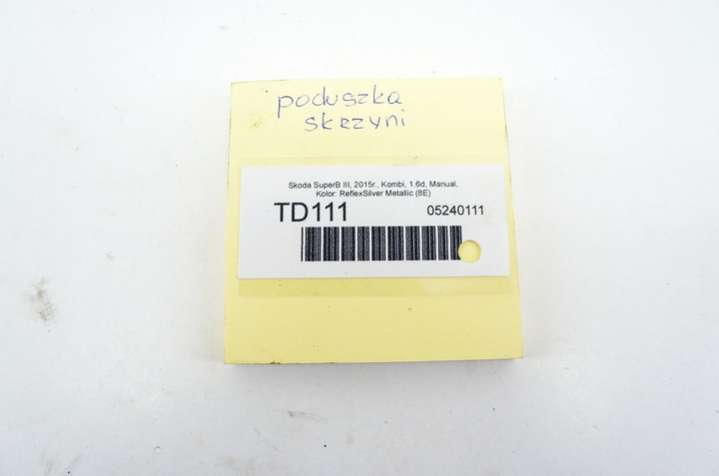 poduszka
skrzyni
Skoda SuperB III, 2015r., Kombi, 1.6d, Manual,
Kolor: ReflexSilver Metallic (8E)
TD111 05240111